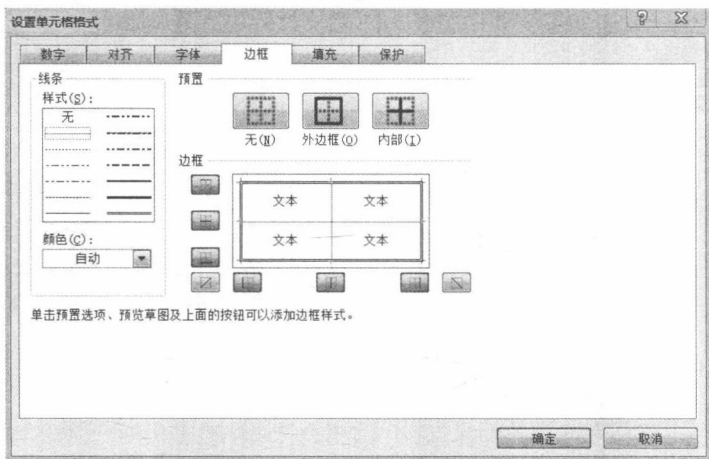 设置单元格格式
数字 对齐 字体 边框 填充 保护
线条
样式(S):
无
颜色(C):
自动
预置
无(N) 外边框(O) 内部(I)
边框
文本 文本
文本 文本
单击预置选项、预览草图及上面的按钮可以添加边框样式。
确定 取消